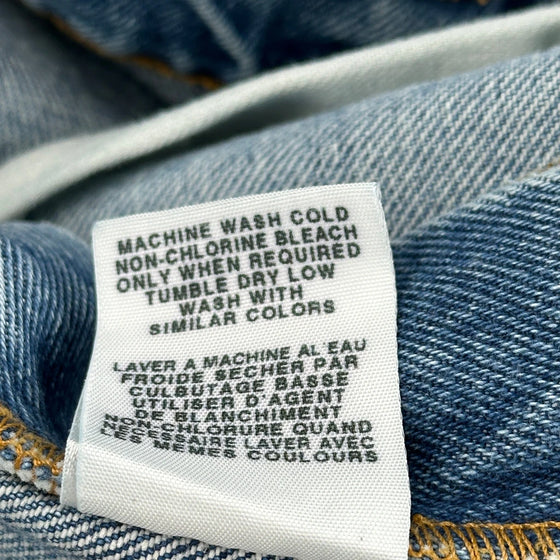 MACHINE WASH COLD
NON-CHLORINE BLEACH
ONLY WHEN REQUIRED
TUMBLE DRY LOW
WASH WITH
SIMILAR COLORS
LAVER A MACHINE AL EAU
FROIDE SECHER PAR
CULBUTAGE BASSE
UTILISER D'AGENT
DE BLANCHIMENT
NON-CHLORURE QUAND
NECESSAIRE LAVER AVEC
LES MEMES COULOURS